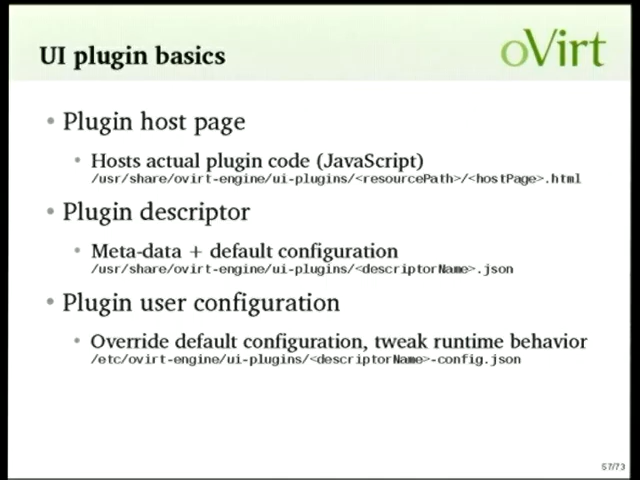 UI plugin basics
oVirt
• Plugin host page
• Hosts actual plugin code (JavaScript)
/usr/share/ovirt-engine/ui-plugins/<resourcePath>/<hostPage>.html
• Plugin descriptor
• Meta-data + default configuration
/usr/share/ovirt-engine/ui-plugins/<descriptorName>.json
• Plugin user configuration
• Override default configuration, tweak runtime behavior
/etc/ovirt-engine/ui-plugins/<descriptorName>-config.json
57/73